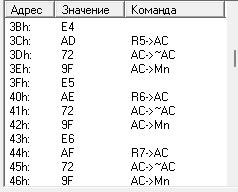 Адрес Значение Команда
3Bh: E4
3Ch: AD R5->AC
3Dh: 72 AC->~AC
3Eh: 9F AC->Mn
3Fh: E5
40h: AE R6->AC
41h: 72 AC->~AC
42h: 9F AC->Mn
43h: E6
44h: AF R7->AC
45h: 72 AC->~AC
46h: 9F AC->Mn